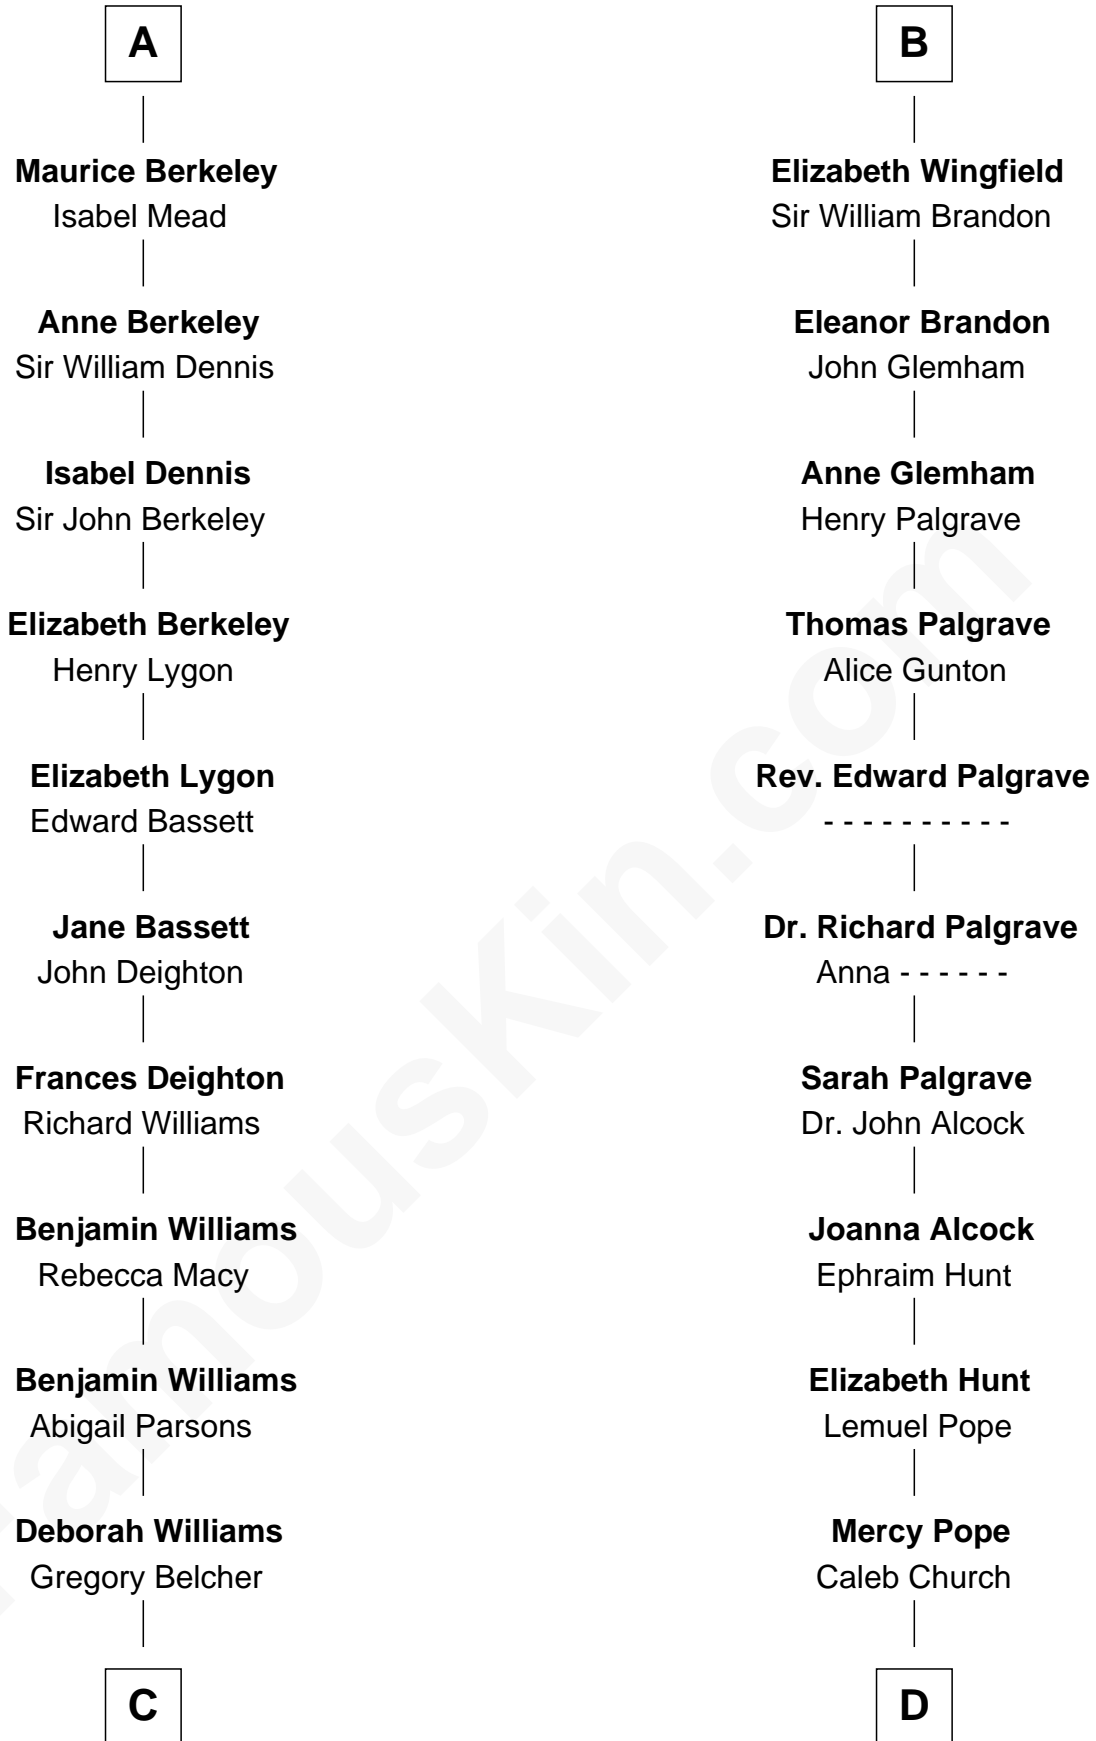 A
Maurice Berkeley
Isabel Mead
Anne Berkeley
Sir William Dennis
Isabel Dennis
Sir John Berkeley
Elizabeth Berkeley
Henry Lygon
Elizabeth Lygon
Edward Bassett
Jane Bassett
John Deighton
Frances Deighton
Richard Williams
Benjamin Williams
Rebecca Macy
Benjamin Williams
Abigail Parsons
Deborah Williams
Gregory Belcher
C
B
Elizabeth Wingfield
Sir William Brandon
Eleanor Brandon
John Glemham
Anne Glemham
Henry Palgrave
Thomas Palgrave
Alice Gunton
Rev. Edward Palgrave
- - - - - - - - - -
Dr. Richard Palgrave
Anna - - - - - -
Sarah Palgrave
Dr. John Alcock
Joanna Alcock
Ephraim Hunt
Elizabeth Hunt
Lemuel Pope
Mercy Pope
Caleb Church
D
FamousKin.com